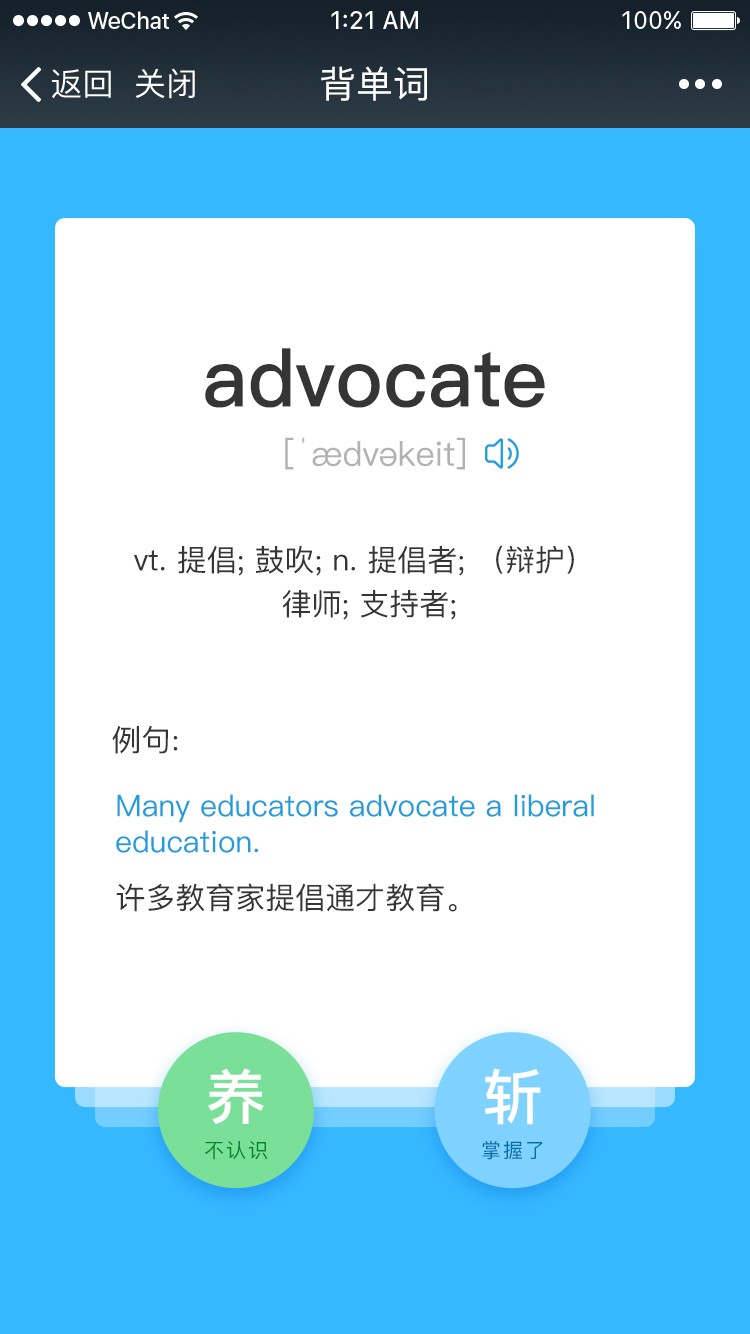 WeChat 1:21 AM 100%
返回 关闭 背单词
advocate
[ˈædvəkeit]
vt. 提倡; 鼓吹; n. 提倡者; （辩护）
律师; 支持者;
例句:
Many educators advocate a liberal
education.
许多教育家提倡通才教育。
养 斩
不认识 掌握了